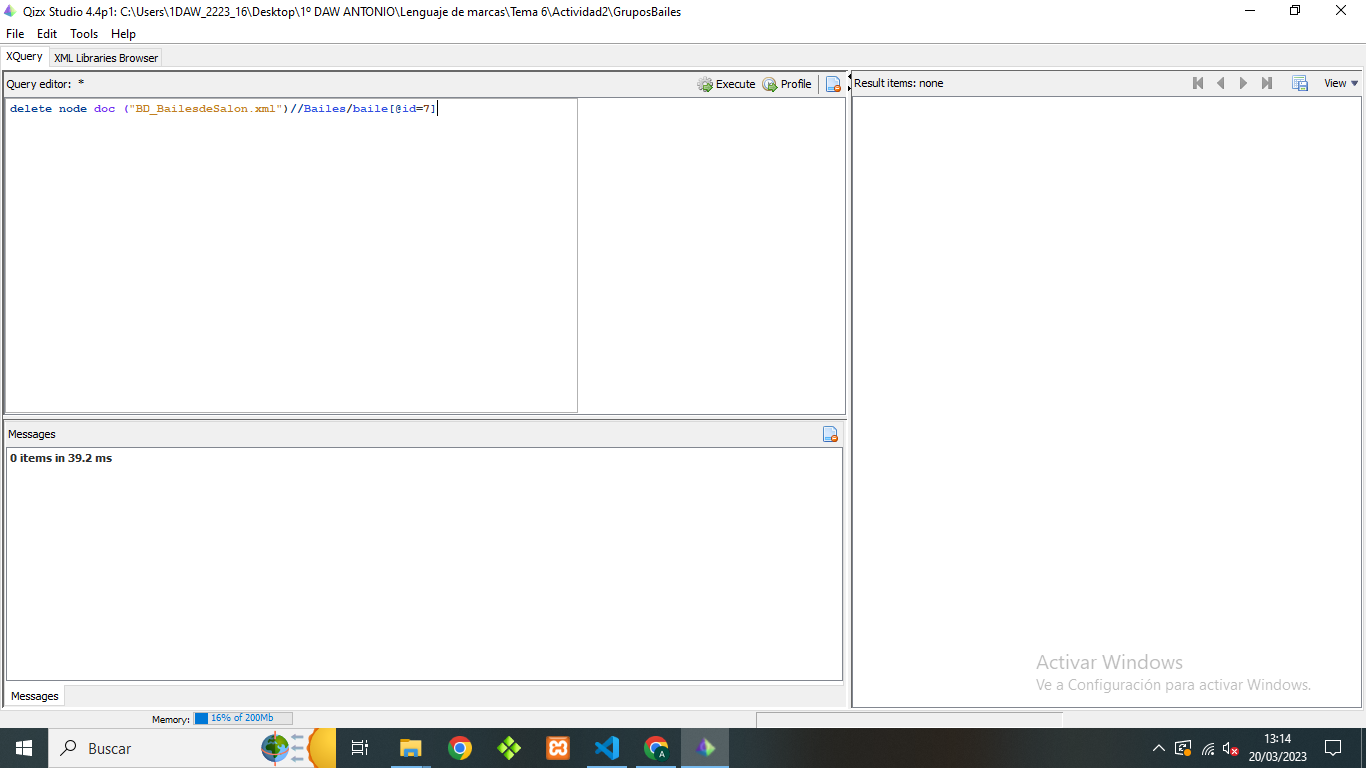 Qizx Studio 4.4p1: C:\Users\1DAW_2223_16\Desktop\1º DAW ANTONIO\Lenguaje de marcas\Tema 6\Actividad2\GruposBailes
File Edit Tools Help
XQuery XML Libraries Browser
Query editor: * Execute Profile
Result items: none View
delete node doc ("BD_BailesdeSalon.xml")//Bailes/baile[@id=7]
Messages
0 items in 39.2 ms
Activar Windows
Ve a Configuración para activar Windows.
Messages
Memory: 16% of 200Mb
Buscar
A
13:14
20/03/2023